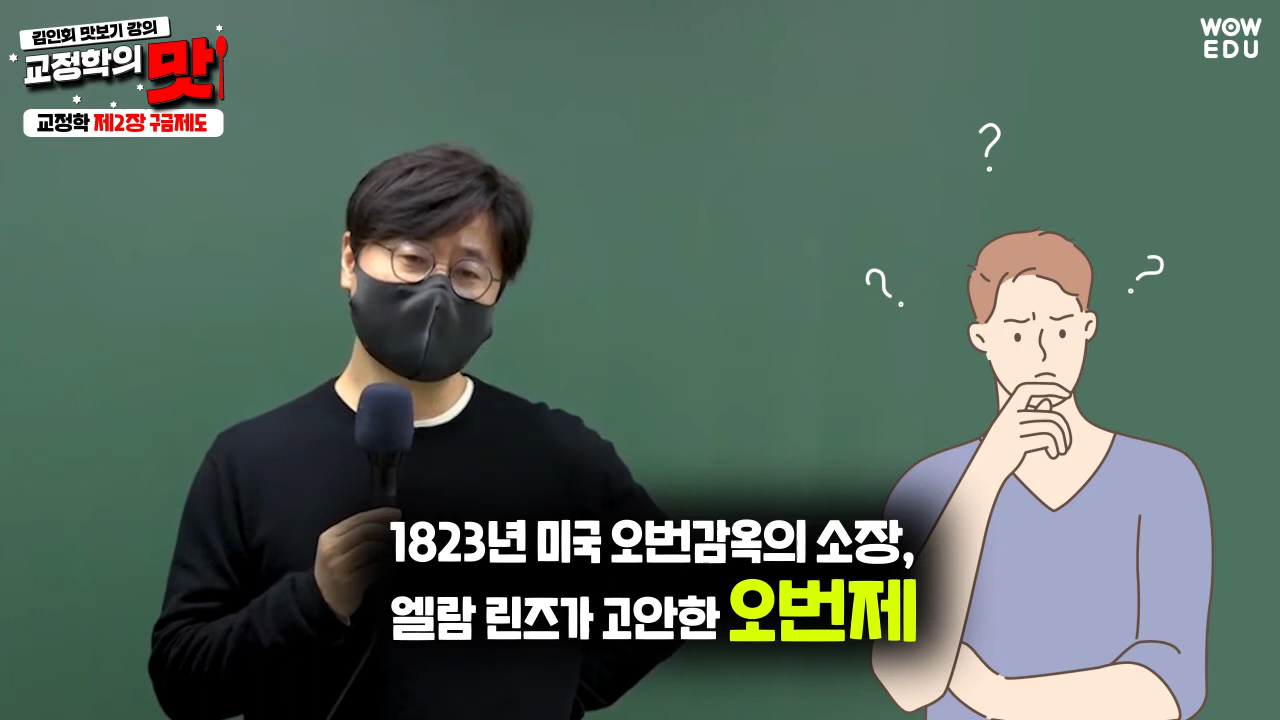 김인회 맛보기 강의
교정학의 맛
교정학 제2장 구금제도
WOW
EDU
?
?
?
1823년 미국 오번감옥의 소장,
엘람 린즈가 고안한 오번제